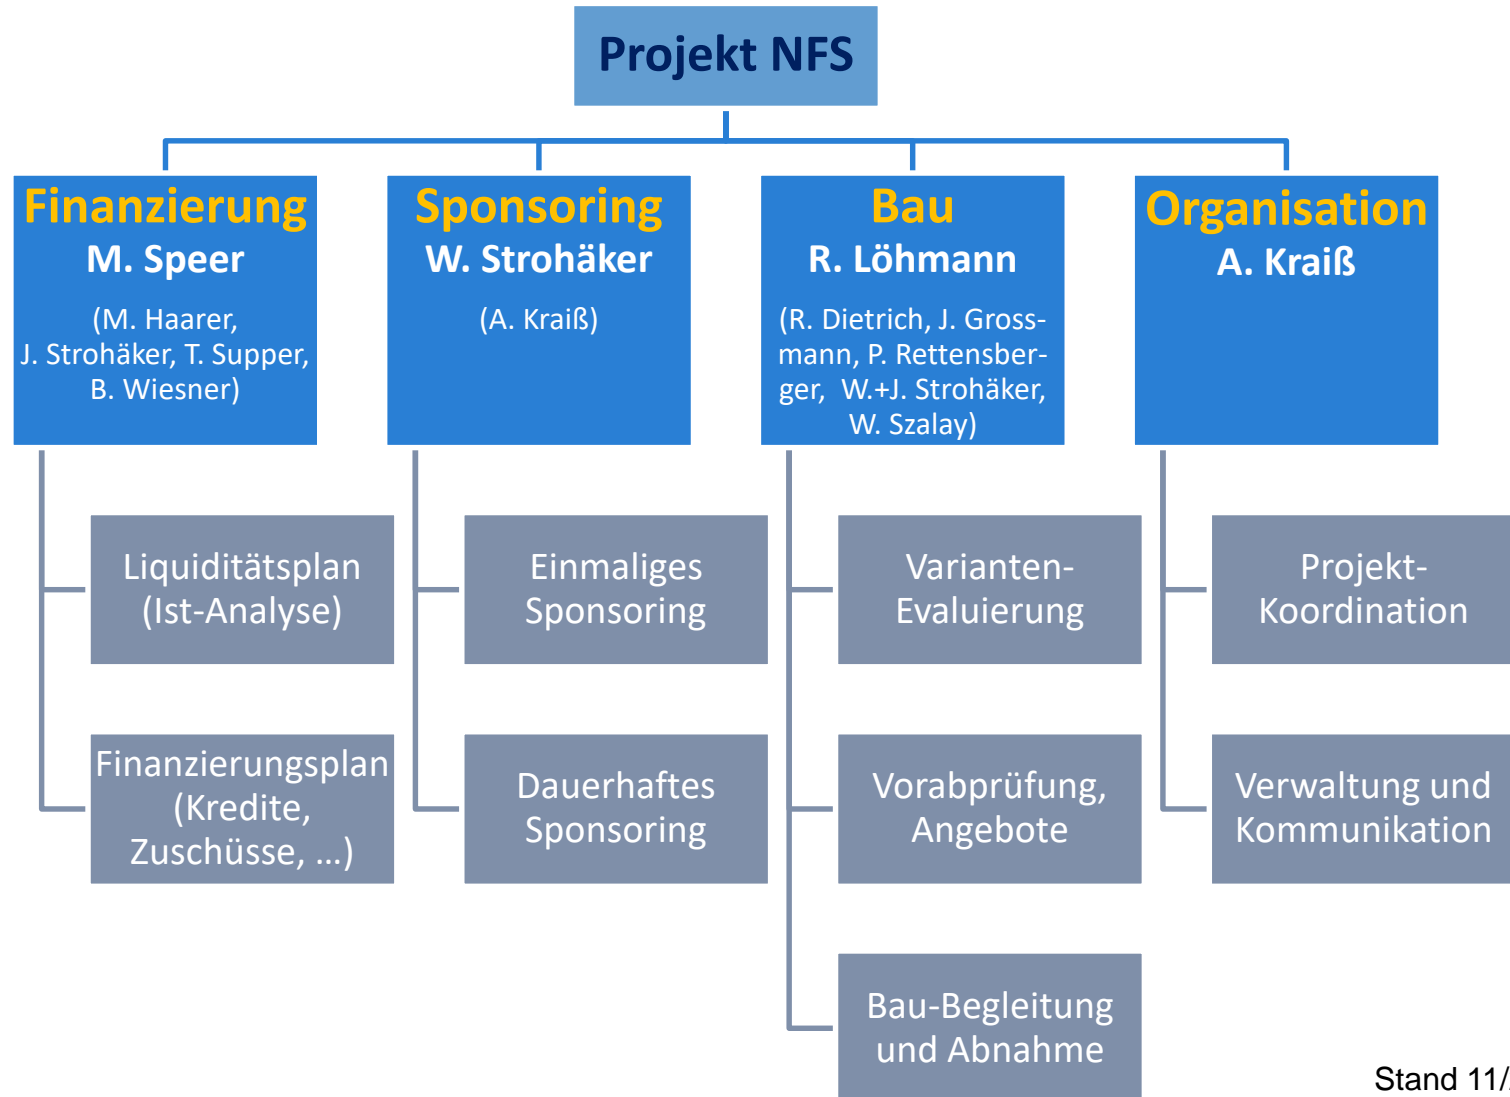 Projekt NFS
Finanzierung
M. Speer
(M. Haarer,
J. Strohäker, T. Supper,
B. Wiesner)
Sponsoring
W. Strohäker
(A. Kraiß)
Bau
R. Löhmann
(R. Dietrich, J. Gross-
mann, P. Rettensber-
ger, W.+J. Strohäker,
W. Szalay)
Organisation
A. Kraiß
Liquiditätsplan
(Ist-Analyse)
Finanzierungsplan
(Kredite,
Zuschüsse, …)
Einmaliges
Sponsoring
Dauerhaftes
Sponsoring
Varianten-
Evaluierung
Vorabprüfung,
Angebote
Bau-Begleitung
und Abnahme
Projekt-
Koordination
Verwaltung und
Kommunikation
Stand 11/